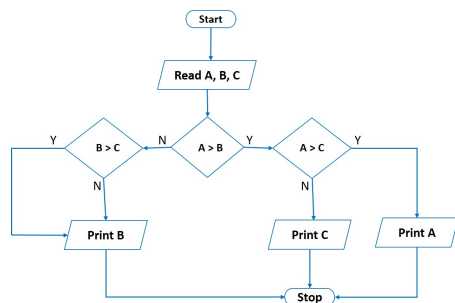 Start
Read A, B, C
Y
B > C
N
A > B
Y
A > C
Y
N
N
Print B
Print C
Print A
Stop